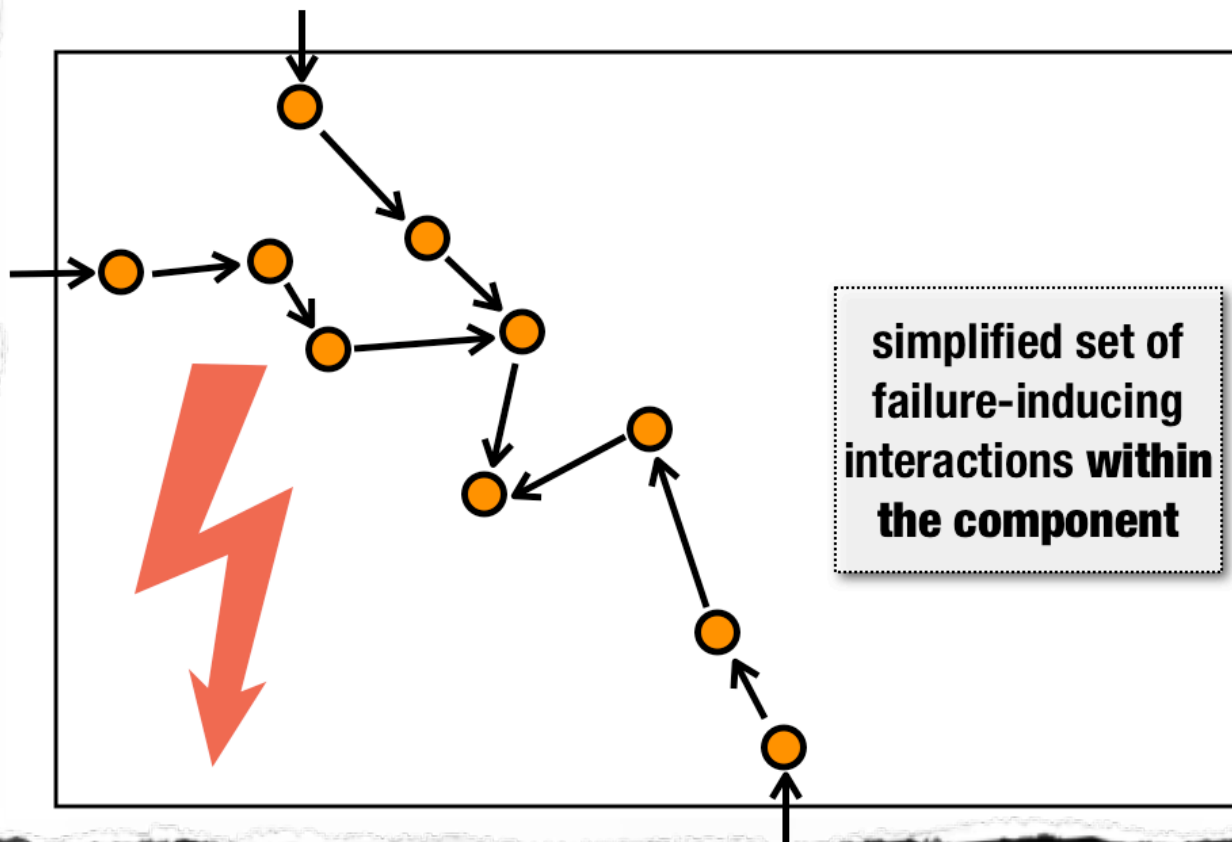 simplified set of
failure-inducing
interactions within
the component